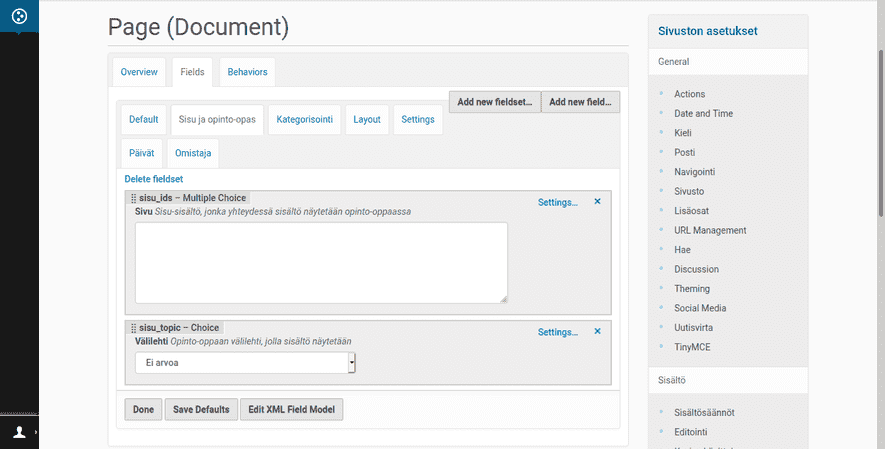 Page (Document)
Overview
Fields
Behaviors
Add new fieldset...
Add new field...
Default
Sisu ja opinto-opas
Kategorisointi
Layout
Settings
Päivät
Omistaja
Delete fieldset
sisu_ids – Multiple Choice
Settings...
×
Sivu Sisu-sisältö, jonka yhteydessä sisältö näytetään opinto-oppaassa
sisu_topic – Choice
Settings...
×
Välilehti Opinto-oppaan välilehti, jolla sisältö näytetään
Ei arvoa
Done
Save Defaults
Edit XML Field Model
Sivuston asetukset
General
Actions
Date and Time
Kieli
Posti
Navigointi
Sivusto
Lisäosat
URL Management
Hae
Discussion
Theming
Social Media
Uutisvirta
TinyMCE
Sisältö
Sisältösäännöt
Editointi